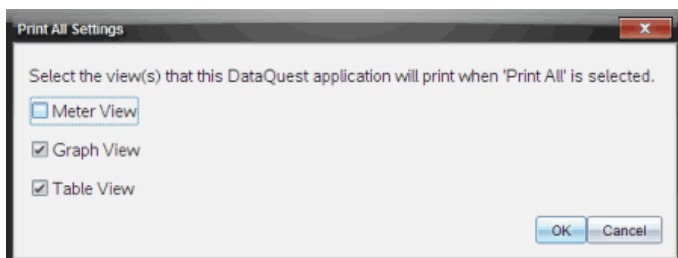 Print All Settings
Select the view(s) that this DataQuest application will print when 'Print All' is selected.
Meter View
Graph View
Table View
OK Cancel